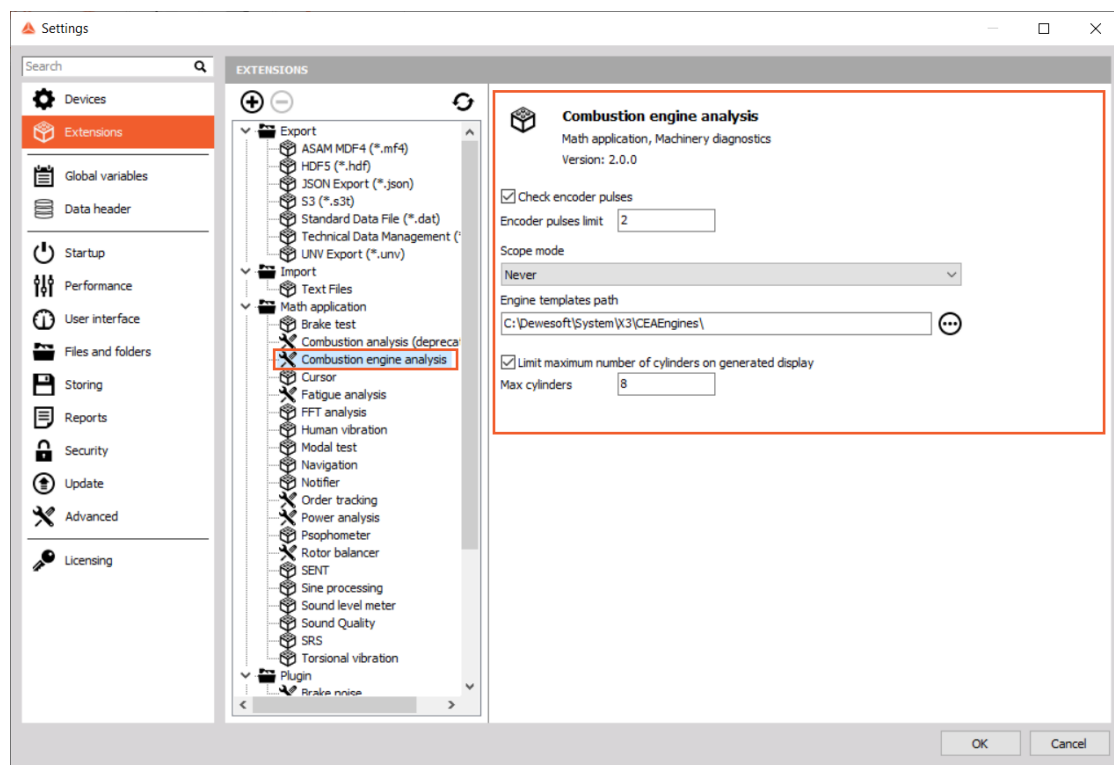 Settings
Search
EXTENSIONS
Devices
Extensions
Global variables
Data header
Startup
Performance
User interface
Files and folders
Storing
Reports
Security
Update
Advanced
Licensing
Export
ASAM MDF4 (*.mf4)
HDF5 (*.hdf)
JSON Export (*.json)
S3 (*.s3t)
Standard Data File (*.dat)
Technical Data Management (
UNV Export (*.unv)
Import
Text Files
Math application
Brake test
Combustion analysis (depreca
Combustion engine analysis
Cursor
Fatigue analysis
FFT analysis
Human vibration
Modal test
Navigation
Notifier
Order tracking
Power analysis
Psophometer
Rotor balancer
SENT
Sine processing
Sound level meter
Sound Quality
SRS
Torsional vibration
Plugin
Brake noise
Combustion engine analysis
Math application, Machinery diagnostics
Version: 2.0.0
Check encoder pulses
Encoder pulses limit 2
Scope mode
Never
Engine templates path
C:\Dewesoft\System\X3\CEAEngines\
Limit maximum number of cylinders on generated display
Max cylinders 8
OK Cancel